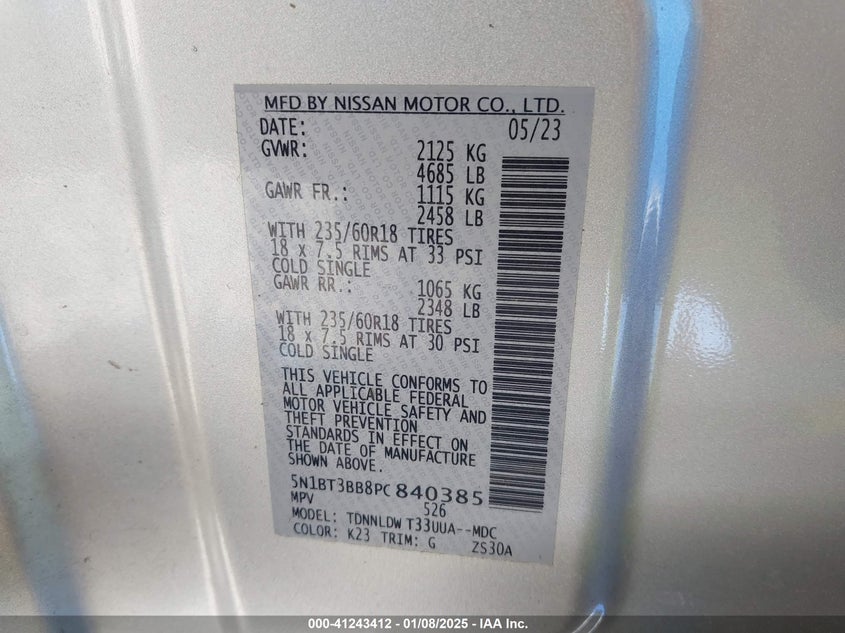 MFD BY NISSAN MOTOR CO., LTD.
DATE: 05/23
GVWR: 2125 KG
4685 LB
GAWR FR.: 1115 KG
2458 LB
WITH 235/60R18 TIRES
18 x 7.5 RIMS AT 33 PSI
COLD SINGLE
GAWR RR.: 1065 KG
2348 LB
WITH 235/60R18 TIRES
18 x 7.5 RIMS AT 30 PSI
COLD SINGLE
THIS VEHICLE CONFORMS TO
ALL APPLICABLE FEDERAL
MOTOR VEHICLE SAFETY AND
THEFT PREVENTION
STANDARDS IN EFFECT ON
THE DATE OF MANUFACTURE
SHOWN ABOVE.
5N1BT3BB8PC840385
MPV 526
MODEL: TDNNLDW T33UUA--MDC
COLOR: K23 TRIM: G ZS30A
000-41243412 - 01/08/2025 - IAA Inc.